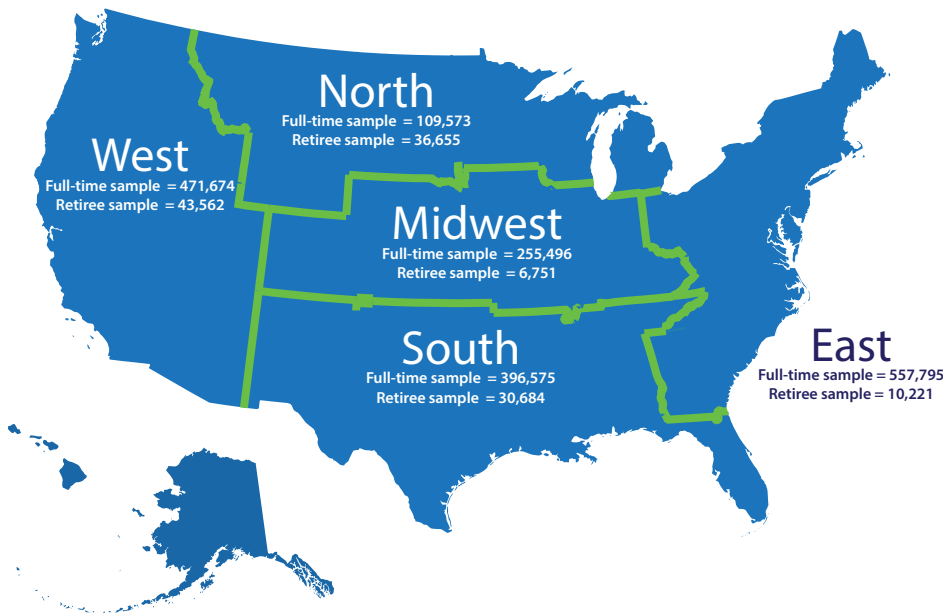 North
Full-time sample = 109,573
Retiree sample = 36,655
West
Full-time sample = 471,674
Retiree sample = 43,562
Midwest
Full-time sample = 255,496
Retiree sample = 6,751
South
Full-time sample = 396,575
Retiree sample = 30,684
East
Full-time sample = 557,795
Retiree sample = 10,221